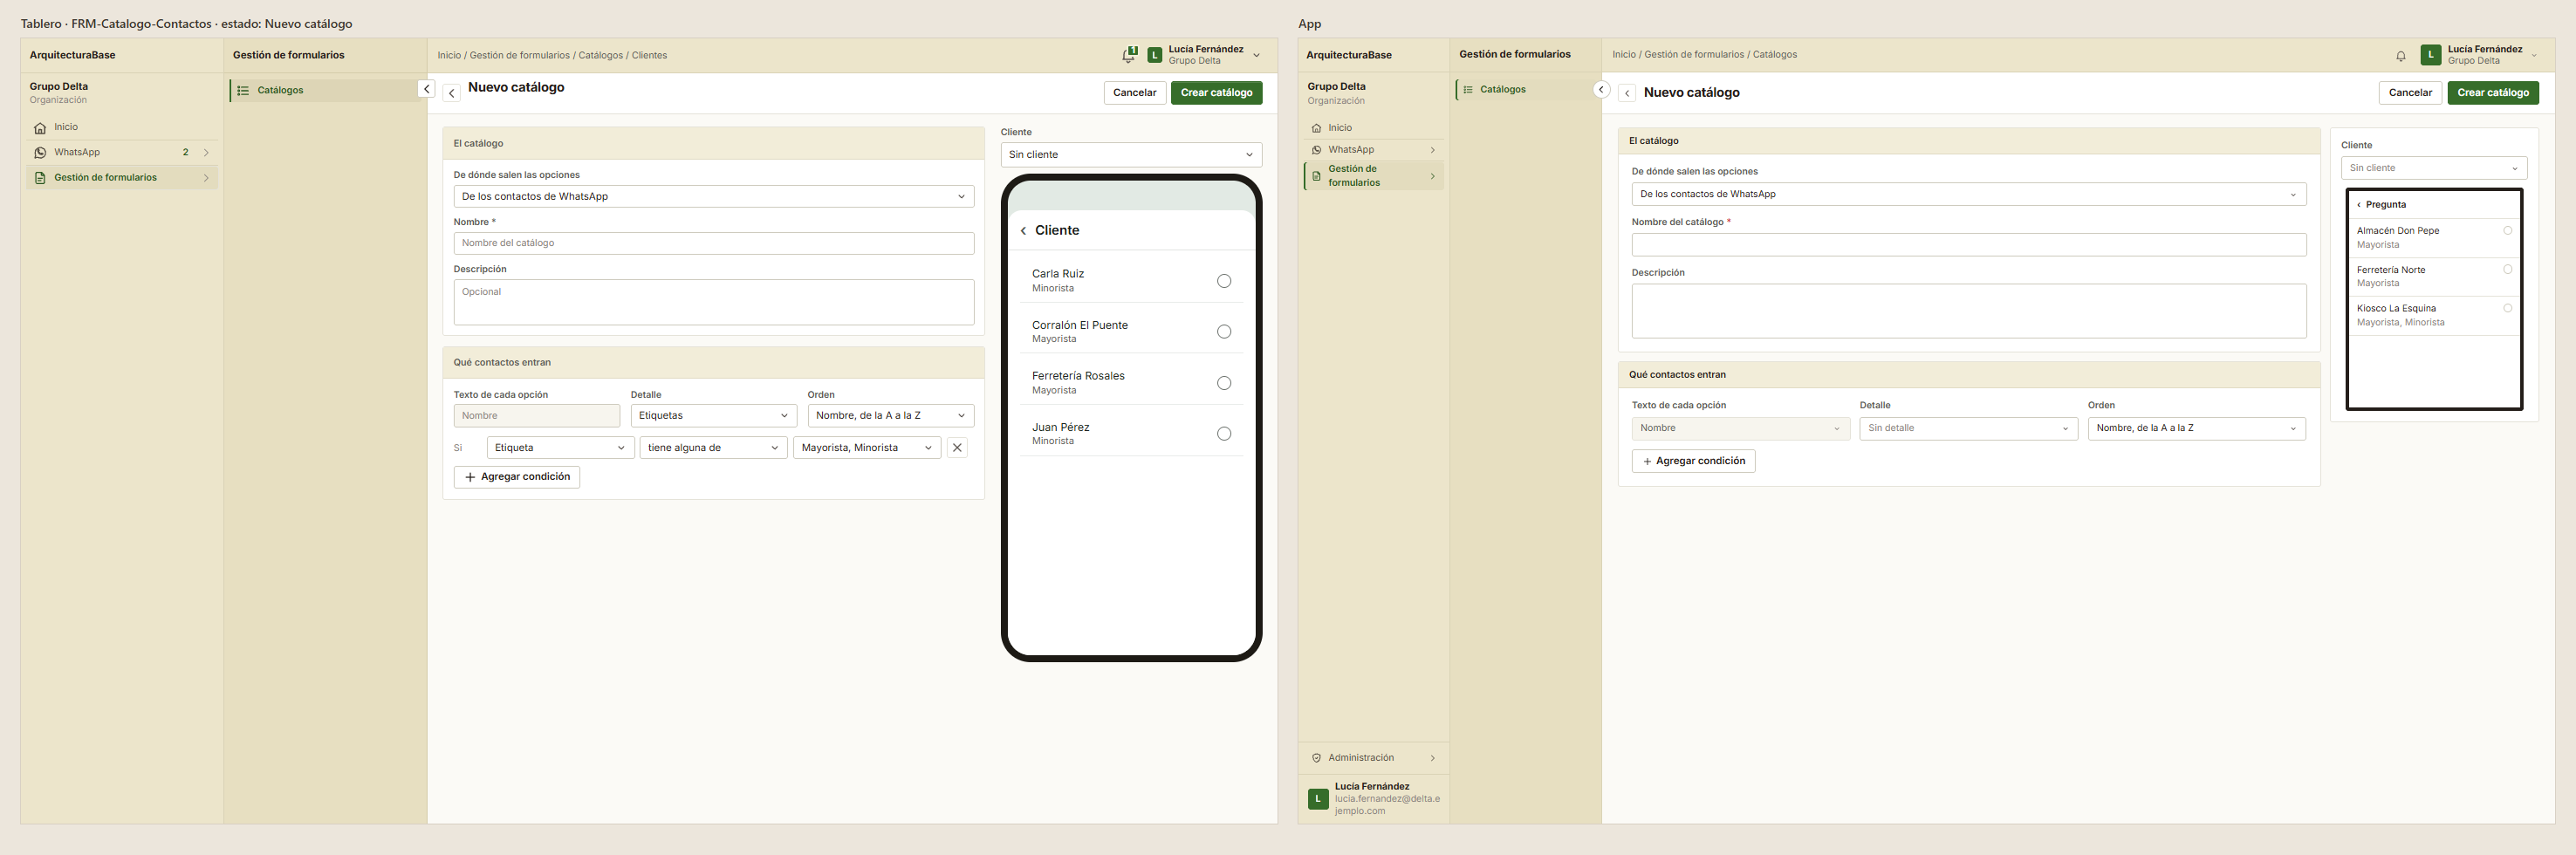 Tablero · FRM-Catalogo-Contactos · estado: Nuevo catálogo
ArquitecturaBase
Grupo Delta
Organización
Inicio
WhatsApp
2
Gestión de formularios
Gestión de formularios
Catálogos
Inicio / Gestión de formularios / Catálogos / Clientes
1
L
Lucía Fernández
Grupo Delta
Nuevo catálogo
Cancelar
Crear catálogo
El catálogo
De dónde salen las opciones
De los contactos de WhatsApp
Nombre *
Nombre del catálogo
Descripción
Opcional
Qué contactos entran
Texto de cada opción
Detalle
Orden
Nombre
Etiquetas
Nombre, de la A a la Z
Si
Etiqueta
tiene alguna de
Mayorista, Minorista
Agregar condición
Cliente
Sin cliente
Cliente
Carla Ruiz
Minorista
Corralón El Puente
Mayorista
Ferretería Rosales
Mayorista
Juan Pérez
Minorista
App
ArquitecturaBase
Grupo Delta
Organización
Inicio
WhatsApp
Gestión de
formularios
Administración
L
Lucía Fernández
lucia.fernandez@delta.e
jemplo.com
Gestión de formularios
Catálogos
Inicio / Gestión de formularios / Catálogos
L
Lucía Fernández
Grupo Delta
Nuevo catálogo
Cancelar
Crear catálogo
El catálogo
De dónde salen las opciones
De los contactos de WhatsApp
Nombre del catálogo *
Descripción
Qué contactos entran
Texto de cada opción
Detalle
Orden
Nombre
Sin detalle
Nombre, de la A a la Z
Agregar condición
Cliente
Sin cliente
Pregunta
Almacén Don Pepe
Mayorista
Ferretería Norte
Mayorista
Kiosco La Esquina
Mayorista, Minorista